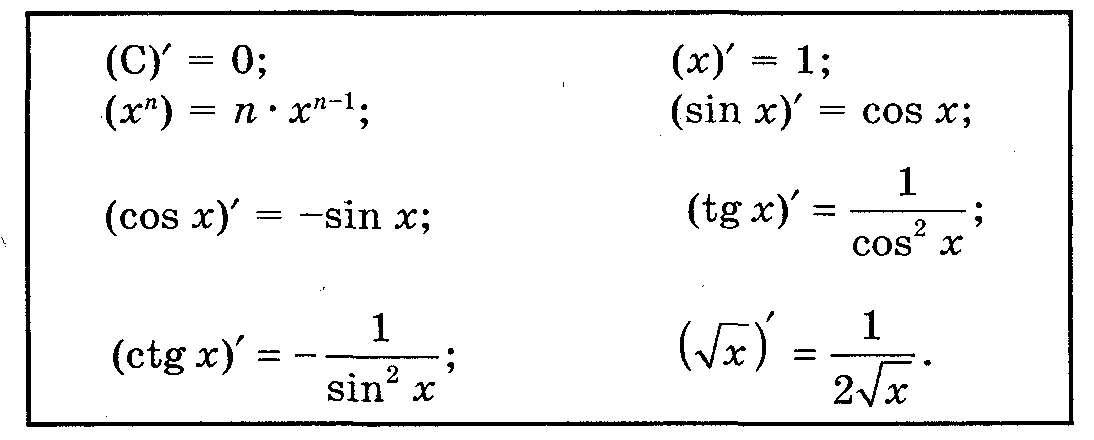 (C)′ = 0; (x)′ = 1;
(xⁿ) = n · xⁿ⁻¹; (sin x)′ = cos x;
(cos x)′ = −sin x; (tg x)′ = 1/cos² x;
(ctg x)′ = −1/sin² x; (√x)′ = 1/2√x.